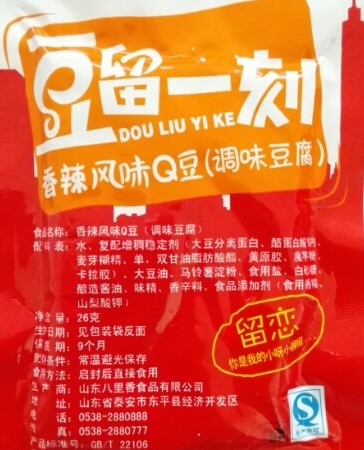 豆留一刻
DOU LIU YI KE
香辣风味Q豆(调味豆腐)
食品名称：香辣风味Q豆（调味豆腐）
配料表：水、复配增稠稳定剂（大豆分离蛋白、醋蛋白酸钠、
麦芽糊精、单，双甘油脂肪酸酯、黄原胶、魔芋粉、
卡拉胶）、大豆油、马铃薯淀粉、食用盐、白砂糖、
酿造酱油、味精、香辛料、食品添加剂（食用香精、
山梨酸钾）
净含量：26克
生产日期：见包装袋反面
保质期：9个月
贮存条件：常温避光保存
食用方法：启封后直接食用
生产商：山东八里香食品有限公司
地址：山东省泰安市东平县经济开发区
电话：0538-2880888
传真：0538-2880777
产品标准号：GB/T 22106
留恋
你是我的小呀小